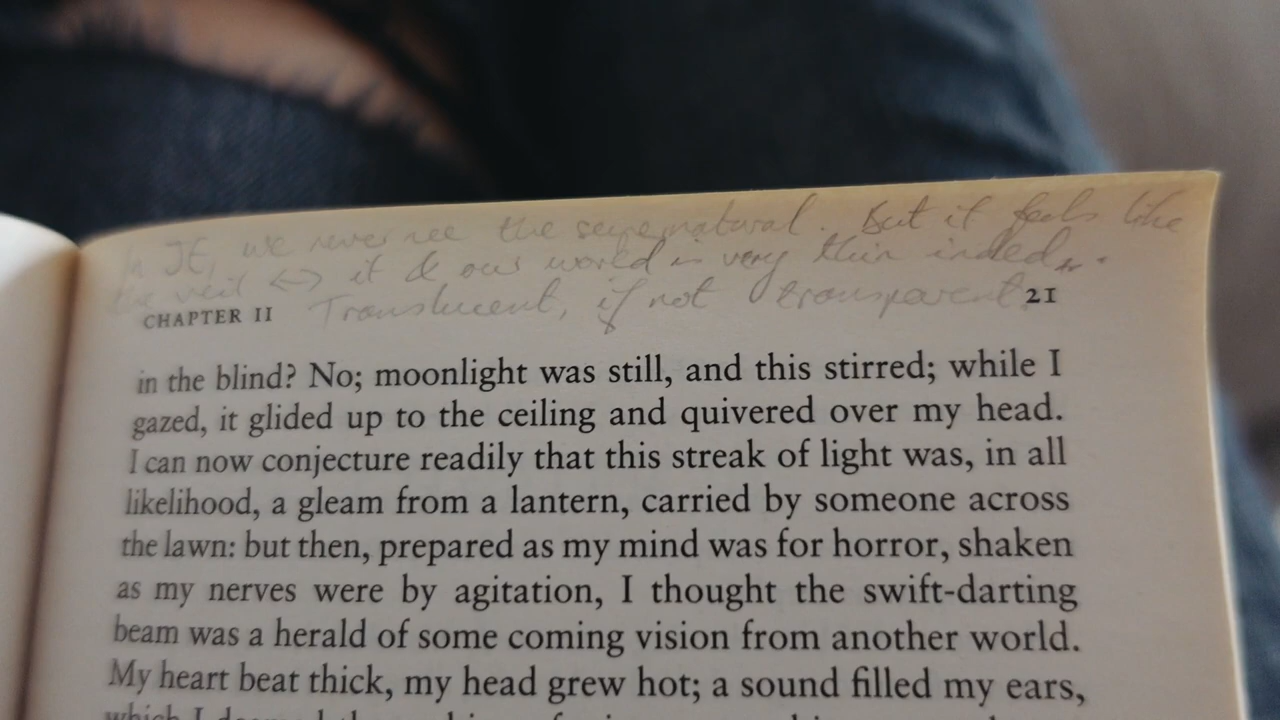 In JE, we never see the supernatural. But it feels like
the veil <=> it & our world is very thin indeed.
Translucent, if not transparent
CHAPTER II 21
in the blind? No; moonlight was still, and this stirred; while I
gazed, it glided up to the ceiling and quivered over my head.
I can now conjecture readily that this streak of light was, in all
likelihood, a gleam from a lantern, carried by someone across
the lawn: but then, prepared as my mind was for horror, shaken
as my nerves were by agitation, I thought the swift-darting
beam was a herald of some coming vision from another world.
My heart beat thick, my head grew hot; a sound filled my ears,
which I